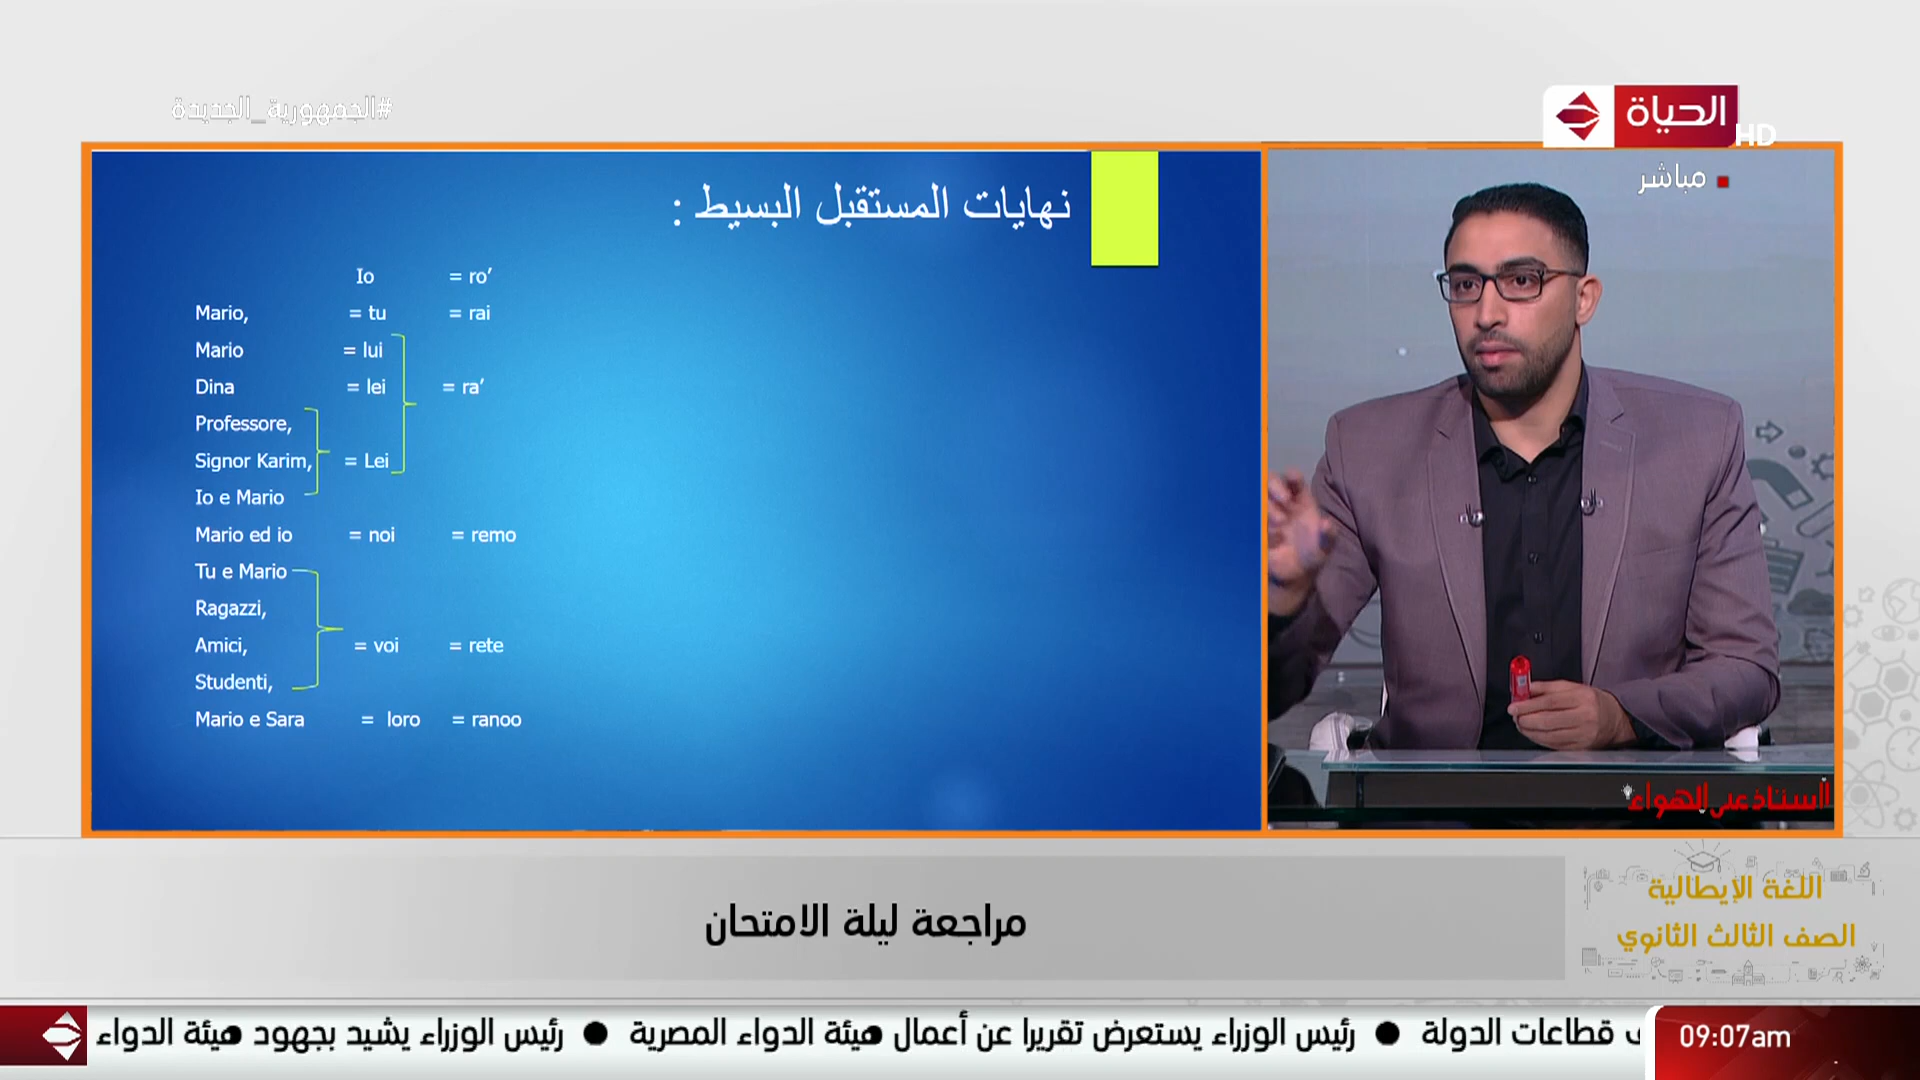 #الجمهورية_الجديدة
الحياة
HD
مباشر
نهايات المستقبل البسيط :
Io = ro’
Mario, = tu = rai
Mario = lui
Dina = lei = ra’
Professore,
Signor Karim, = Lei
Io e Mario
Mario ed io = noi = remo
Tu e Mario
Ragazzi,
Amici, = voi = rete
Studenti,
Mario e Sara = loro = ranoo
أستاذ على الهواء
اللغة الإيطالية
الصف الثالث الثانوي
مراجعة ليلة الامتحان
قطاعات الدولة ● رئيس الوزراء يستعرض تقريرا عن أعمال هيئة الدواء المصرية ● رئيس الوزراء يشيد بجهود هيئة الدواء
09:07am